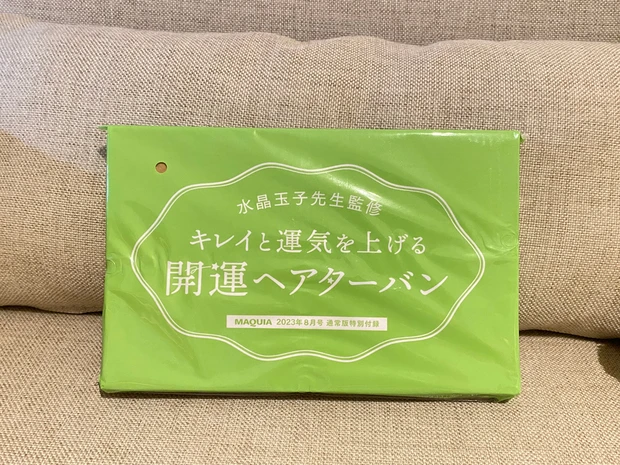 水晶玉子先生監修
キレイと運気を上げる
開運ヘアターバン
MAQUIA 2023年8月号 通常版特別付録